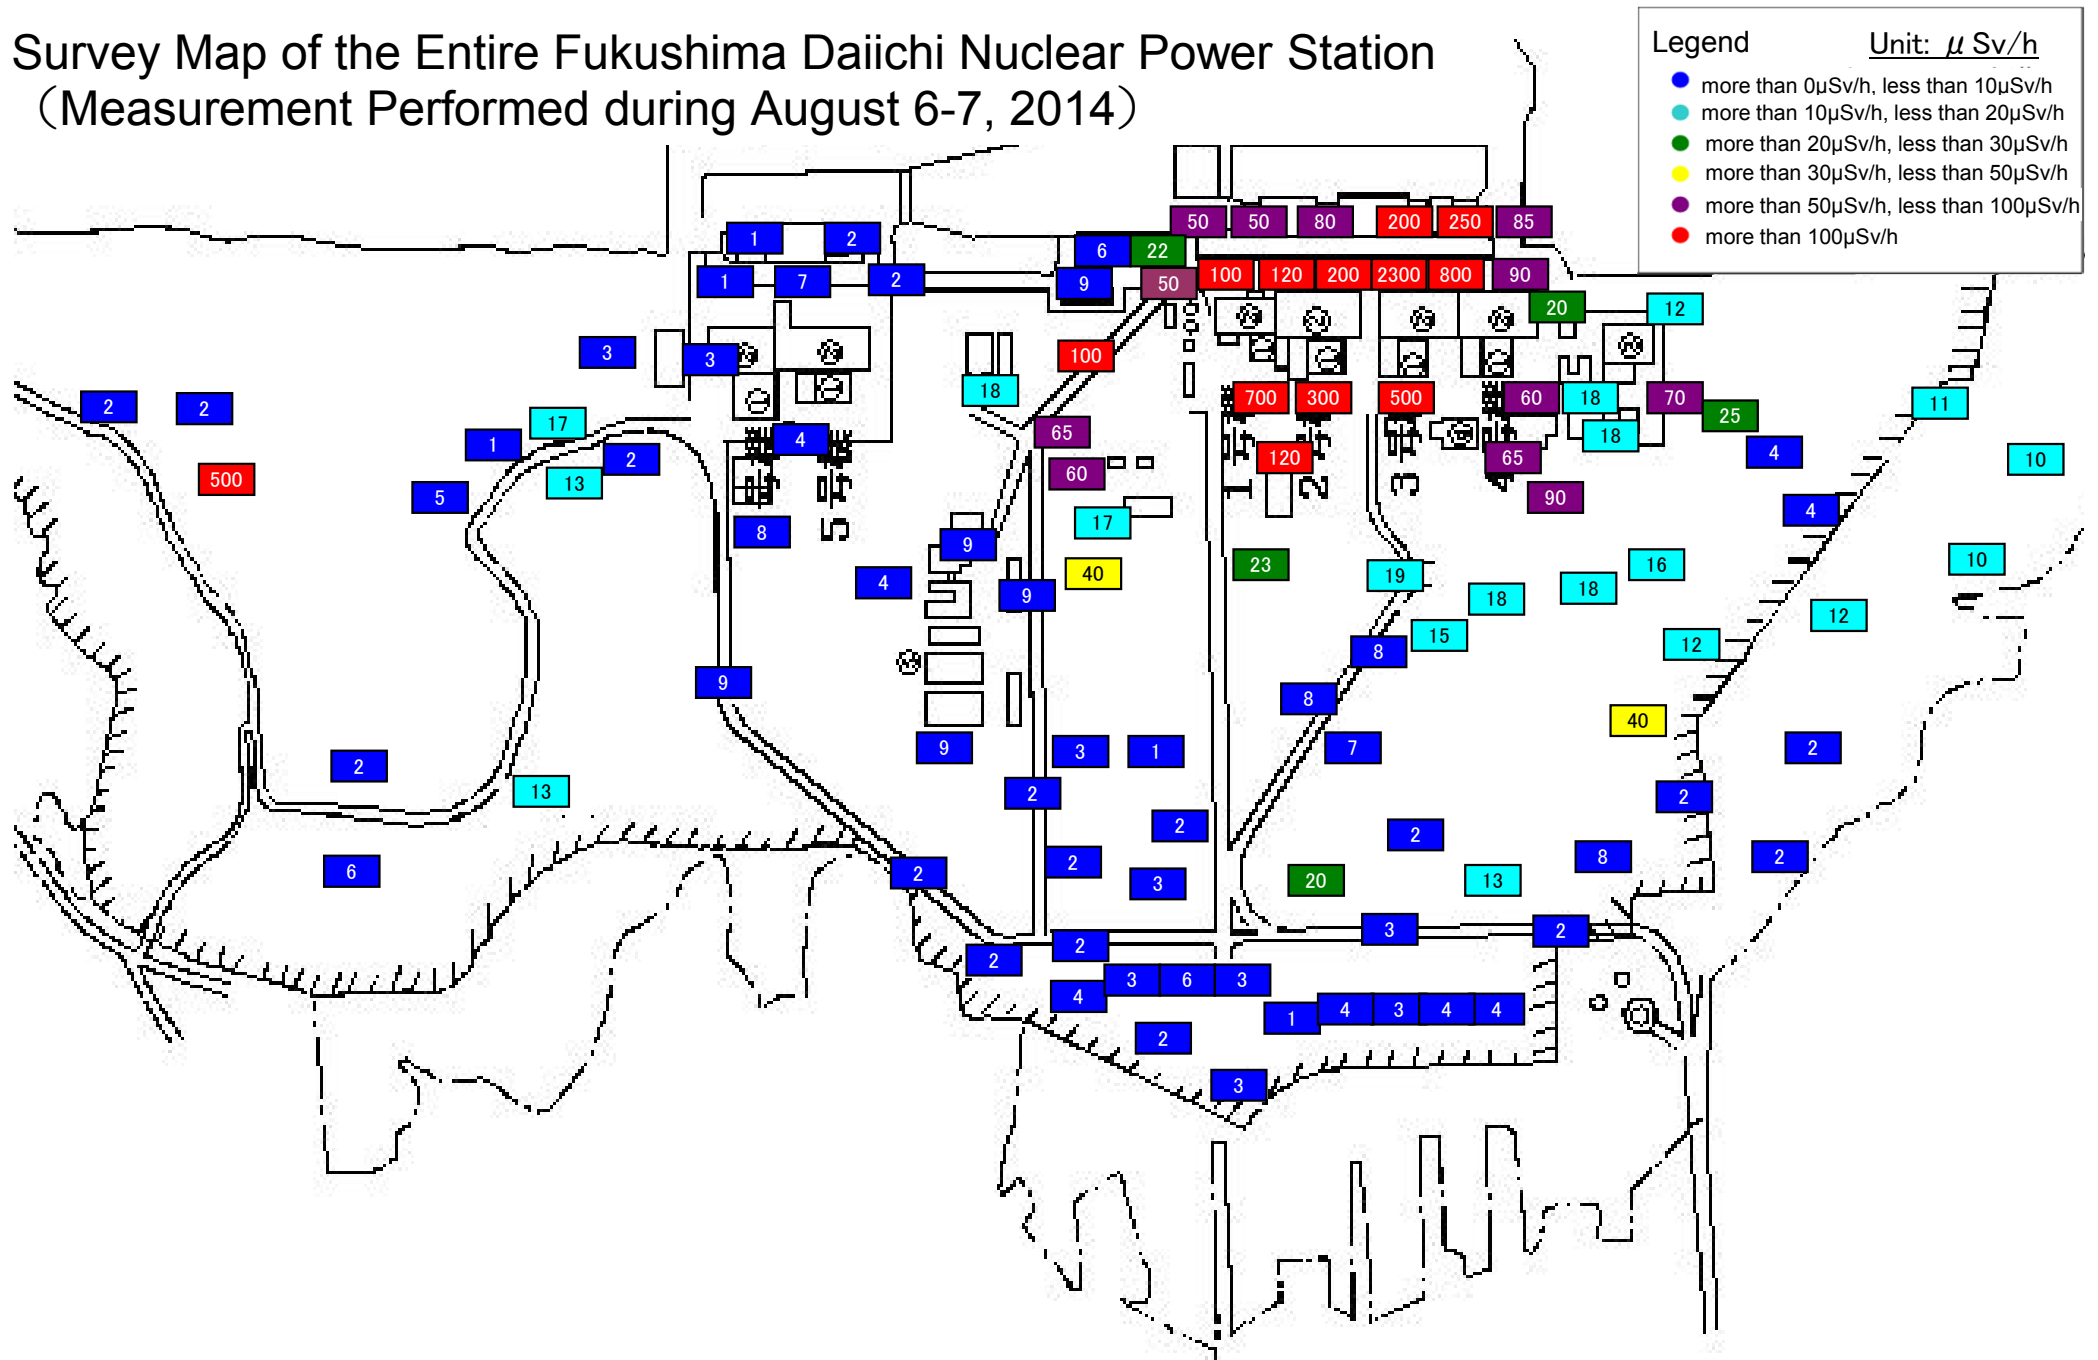 Survey Map of the Entire Fukushima Daiichi Nuclear Power Station
（Measurement Performed during August 6-7, 2014）
Legend Unit: μ Sv/h
more than 0μSv/h, less than 10μSv/h
more than 10μSv/h, less than 20μSv/h
more than 20μSv/h, less than 30μSv/h
more than 30μSv/h, less than 50μSv/h
more than 50μSv/h, less than 100μSv/h
more than 100μSv/h
50 50 80 200 250 85
1 2 6 22
1 7 2 9 50 100 120 200 2300 800 90
20 12
3 3 100
18 700 300 500 60 18 70
2 2 11
17 25
65 18
1 2 4 120 65 4 10
500 13 60
5 90
4
8 17
9
23 10
4 40 19 18 16
9 18
12
15 12
8
9
8
40
9 3 1 7 2
2
13 2 2
2 2
2 8 2
6 2 3 20 13
2
2 3 2
2
3 6 3
4
1 4 3 4 4
2
3
5 1 2 3 4